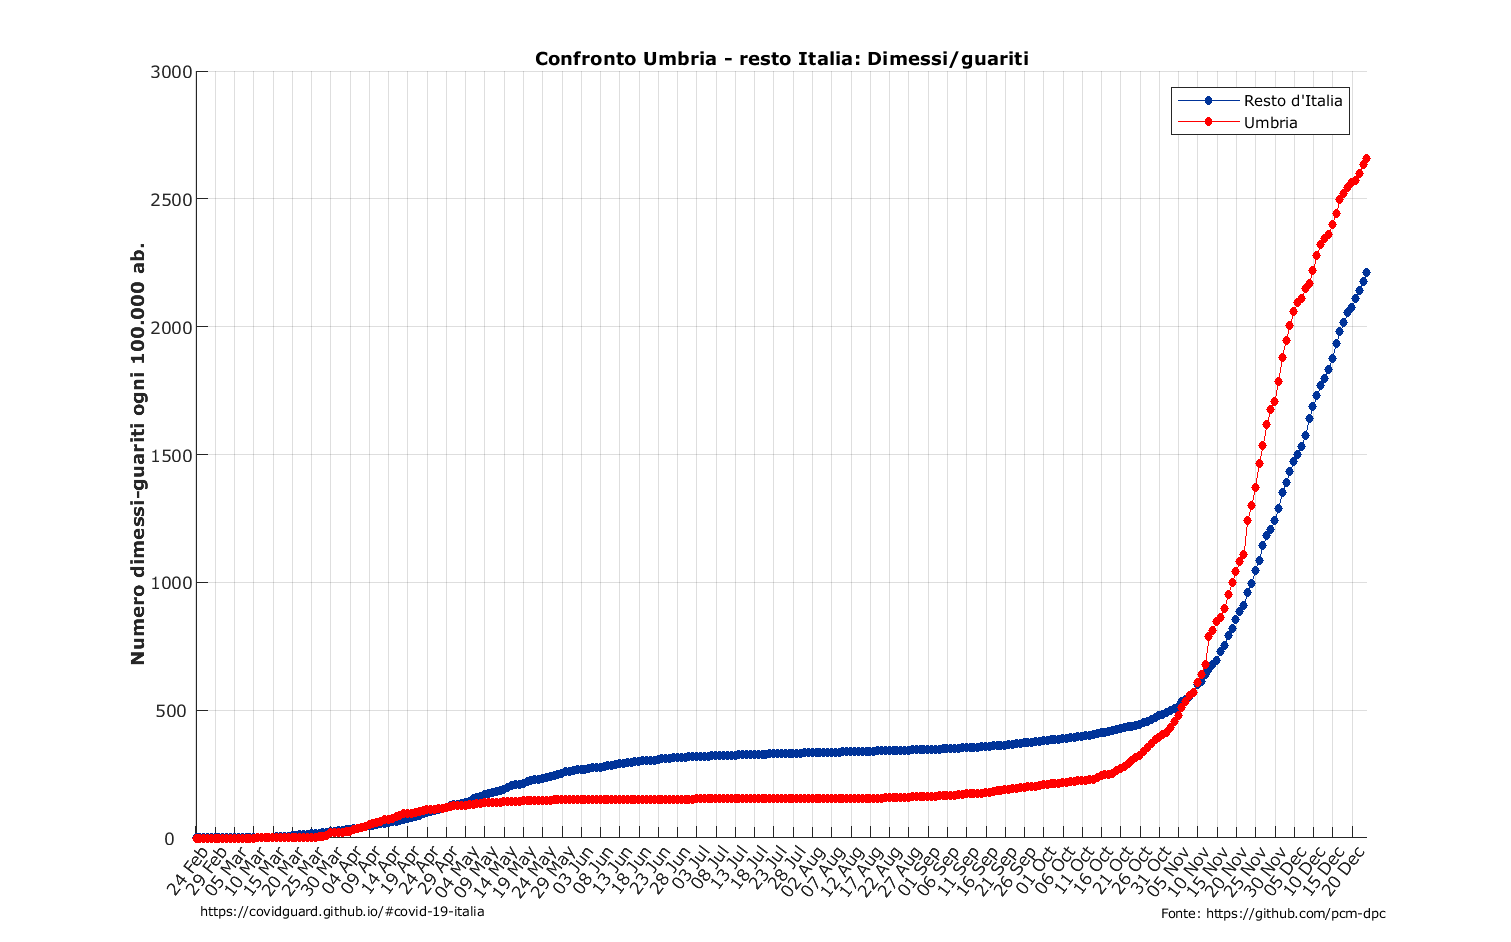 Confronto Umbria - resto Italia: Dimessi/guariti
Resto d'Italia
Umbria
Numero dimessi-guariti ogni 100.000 ab.
3000
2500
2000
1500
1000
500
0
24 Feb
29 Feb
05 Mar
10 Mar
15 Mar
20 Mar
25 Mar
30 Mar
04 Apr
09 Apr
14 Apr
19 Apr
24 Apr
29 Apr
04 May
09 May
14 May
19 May
24 May
29 May
03 Jun
08 Jun
13 Jun
18 Jun
23 Jun
28 Jun
03 Jul
08 Jul
13 Jul
18 Jul
23 Jul
28 Jul
02 Aug
07 Aug
12 Aug
17 Aug
22 Aug
27 Aug
01 Sep
06 Sep
11 Sep
16 Sep
21 Sep
26 Sep
01 Oct
06 Oct
11 Oct
16 Oct
21 Oct
26 Oct
31 Oct
05 Nov
10 Nov
15 Nov
20 Nov
25 Nov
30 Nov
05 Dec
10 Dec
15 Dec
20 Dec
https://covidguard.github.io/#covid-19-italia
Fonte: https://github.com/pcm-dpc